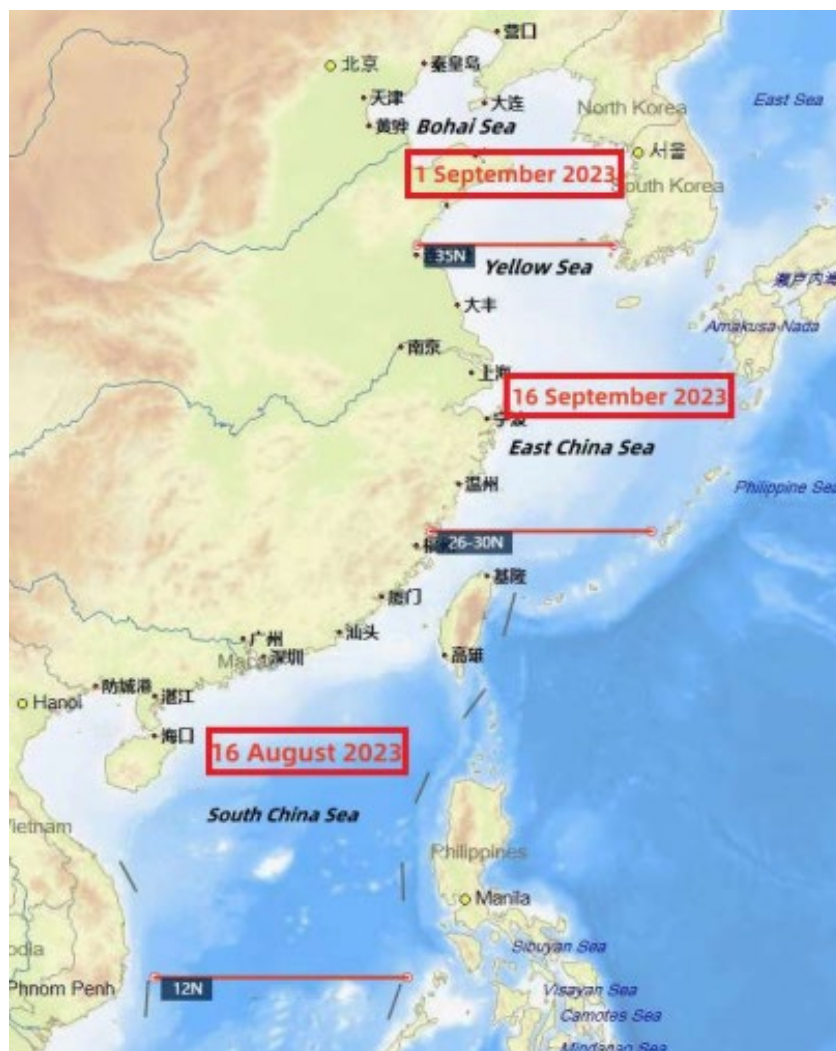 营口
北京
秦皇岛
天津
大连
North Korea
East Sea
黄骅
Bohai Sea
서울
1 September 2023
South Korea
35N
Yellow Sea
大丰
Amakusa-Nada
南京
上海
16 September 2023
宁波
East China Sea
温州
Philippine Sea
26-30N
基隆
厦门
汕头
广州
深圳
高雄
防城港
湛江
Hanoi
海口
16 August 2023
South China Sea
Vietnam
Philippines
Manila
Sibuyan Sea
Phnom Penh
12N
Visayan Sea
Camotes Sea
Mindanao Sea